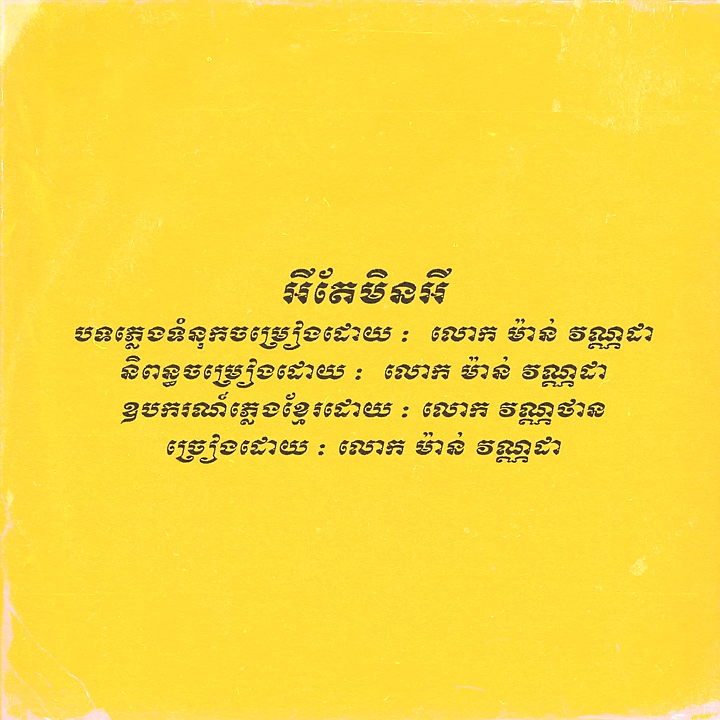 អីតែមិនអី
បទភ្លេងទំនុកចម្រៀងដោយ : លោក ម៉ាន់ វណ្ណដា
និពន្ធចម្រៀងដោយ : លោក ម៉ាន់ វណ្ណដា
ឧបករណ៍ភ្លេងខ្មែរដោយ : លោក វណ្ណថាន
ច្រៀងដោយ : លោក ម៉ាន់ វណ្ណដា